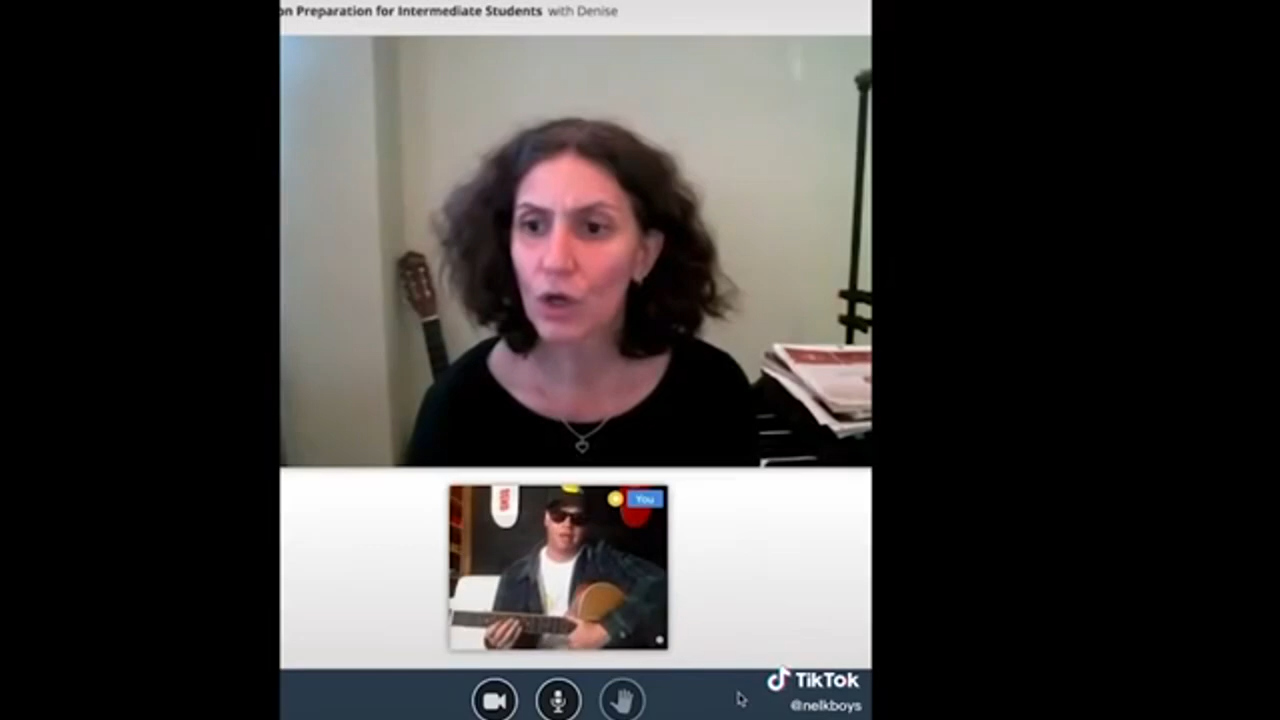 on Preparation for Intermediate Students with Denise
You
TikTok
@nelkboys